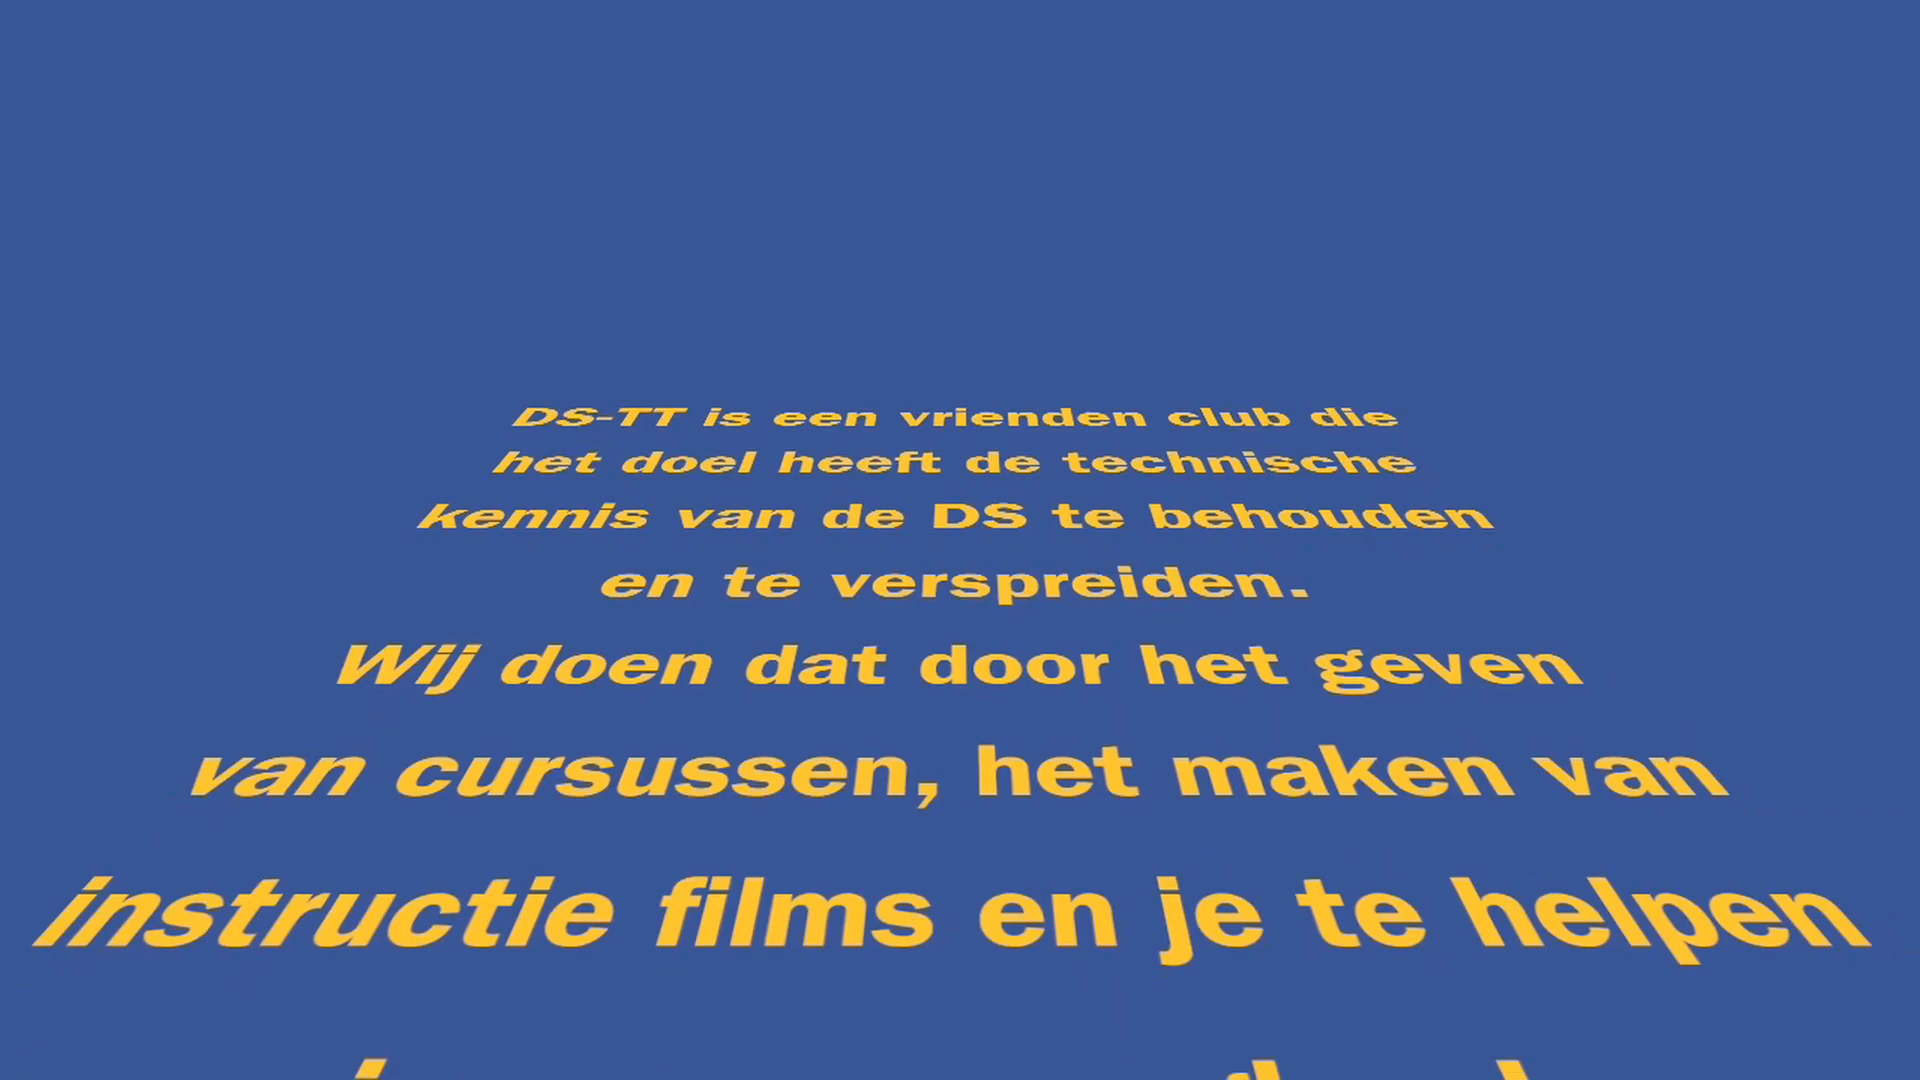 DS-TT is een vrienden club die
het doel heeft de technische
kennis van de DS te behouden
en te verspreiden.
Wij doen dat door het geven
van cursussen, het maken van
instructie films en je te helpen